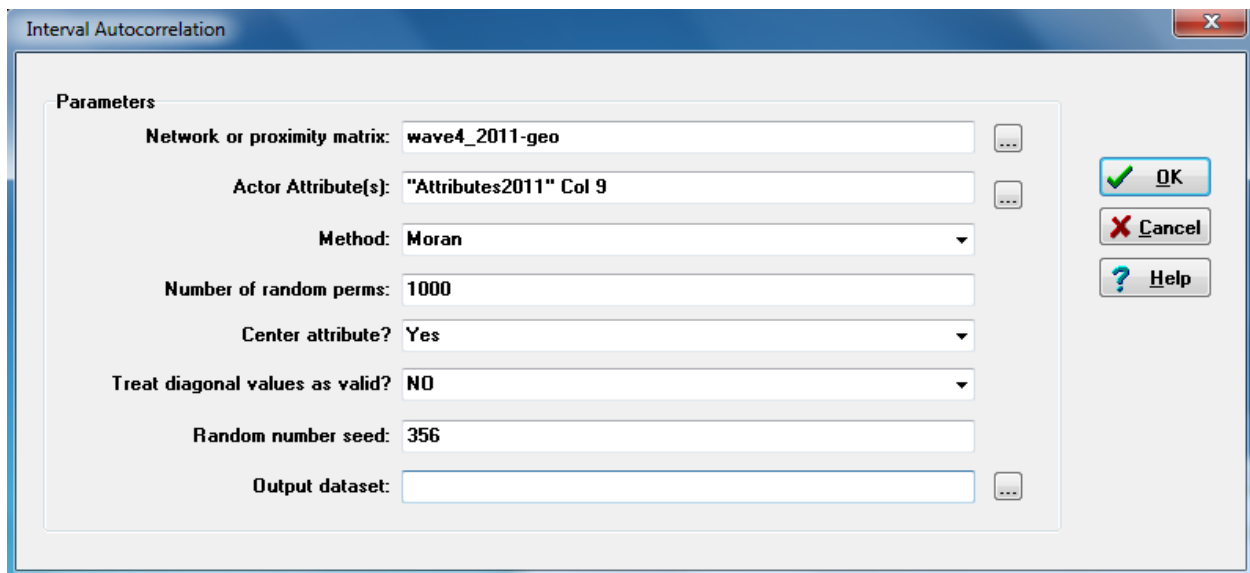 Interval Autocorrelation
Parameters
Network or proximity matrix: wave4_2011-geo ...
Actor Attribute(s): "Attributes2011" Col 9 ...
Method: Moran
Number of random perms: 1000
Center attribute? Yes
Treat diagonal values as valid? NO
Random number seed: 356
Output dataset: ...
OK
Cancel
? Help